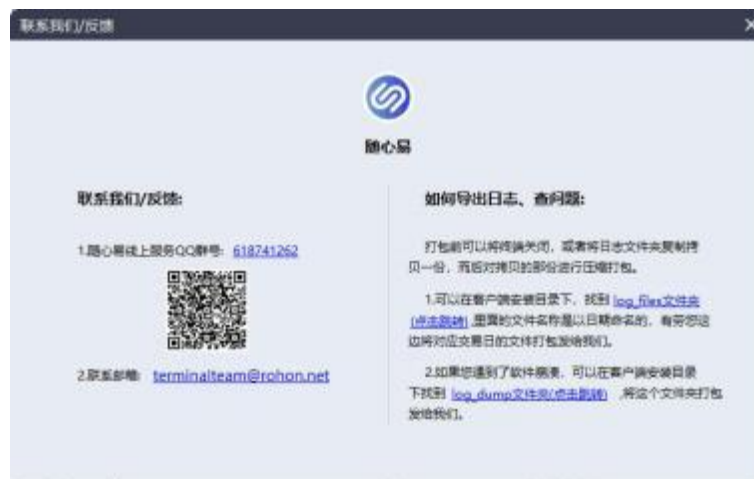 联系我们/反馈
随心易
联系我们/反馈:
1.随心易线上服务QQ群号: 618741262
2.联系邮箱: terminalteam@rohon.net
如何导出日志、查问题:
打包前可以将终端关闭，或者将日志文件夹复制拷
贝一份，而后对拷贝的部份进行压缩打包。
1.可以在客户端安装目录下，找到 log_files文件夹
(点击跳转) ,里面的文件名称是以日期命名的，有劳您这
边将对应交易日的文件打包发给我们。
2.如果您遇到了软件崩溃，可以在客户端安装目录
下找到 log_dump文件夹(点击跳转) ,将这个文件夹打包
发给我们。